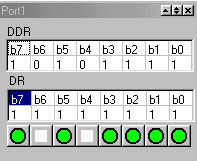 Port1
DDR
b7 b6 b5 b4 b3 b2 b1 b0
1 0 1 0 1 1 1 1
DR
b7 b6 b5 b4 b3 b2 b1 b0
1 1 1 1 1 1 1 1